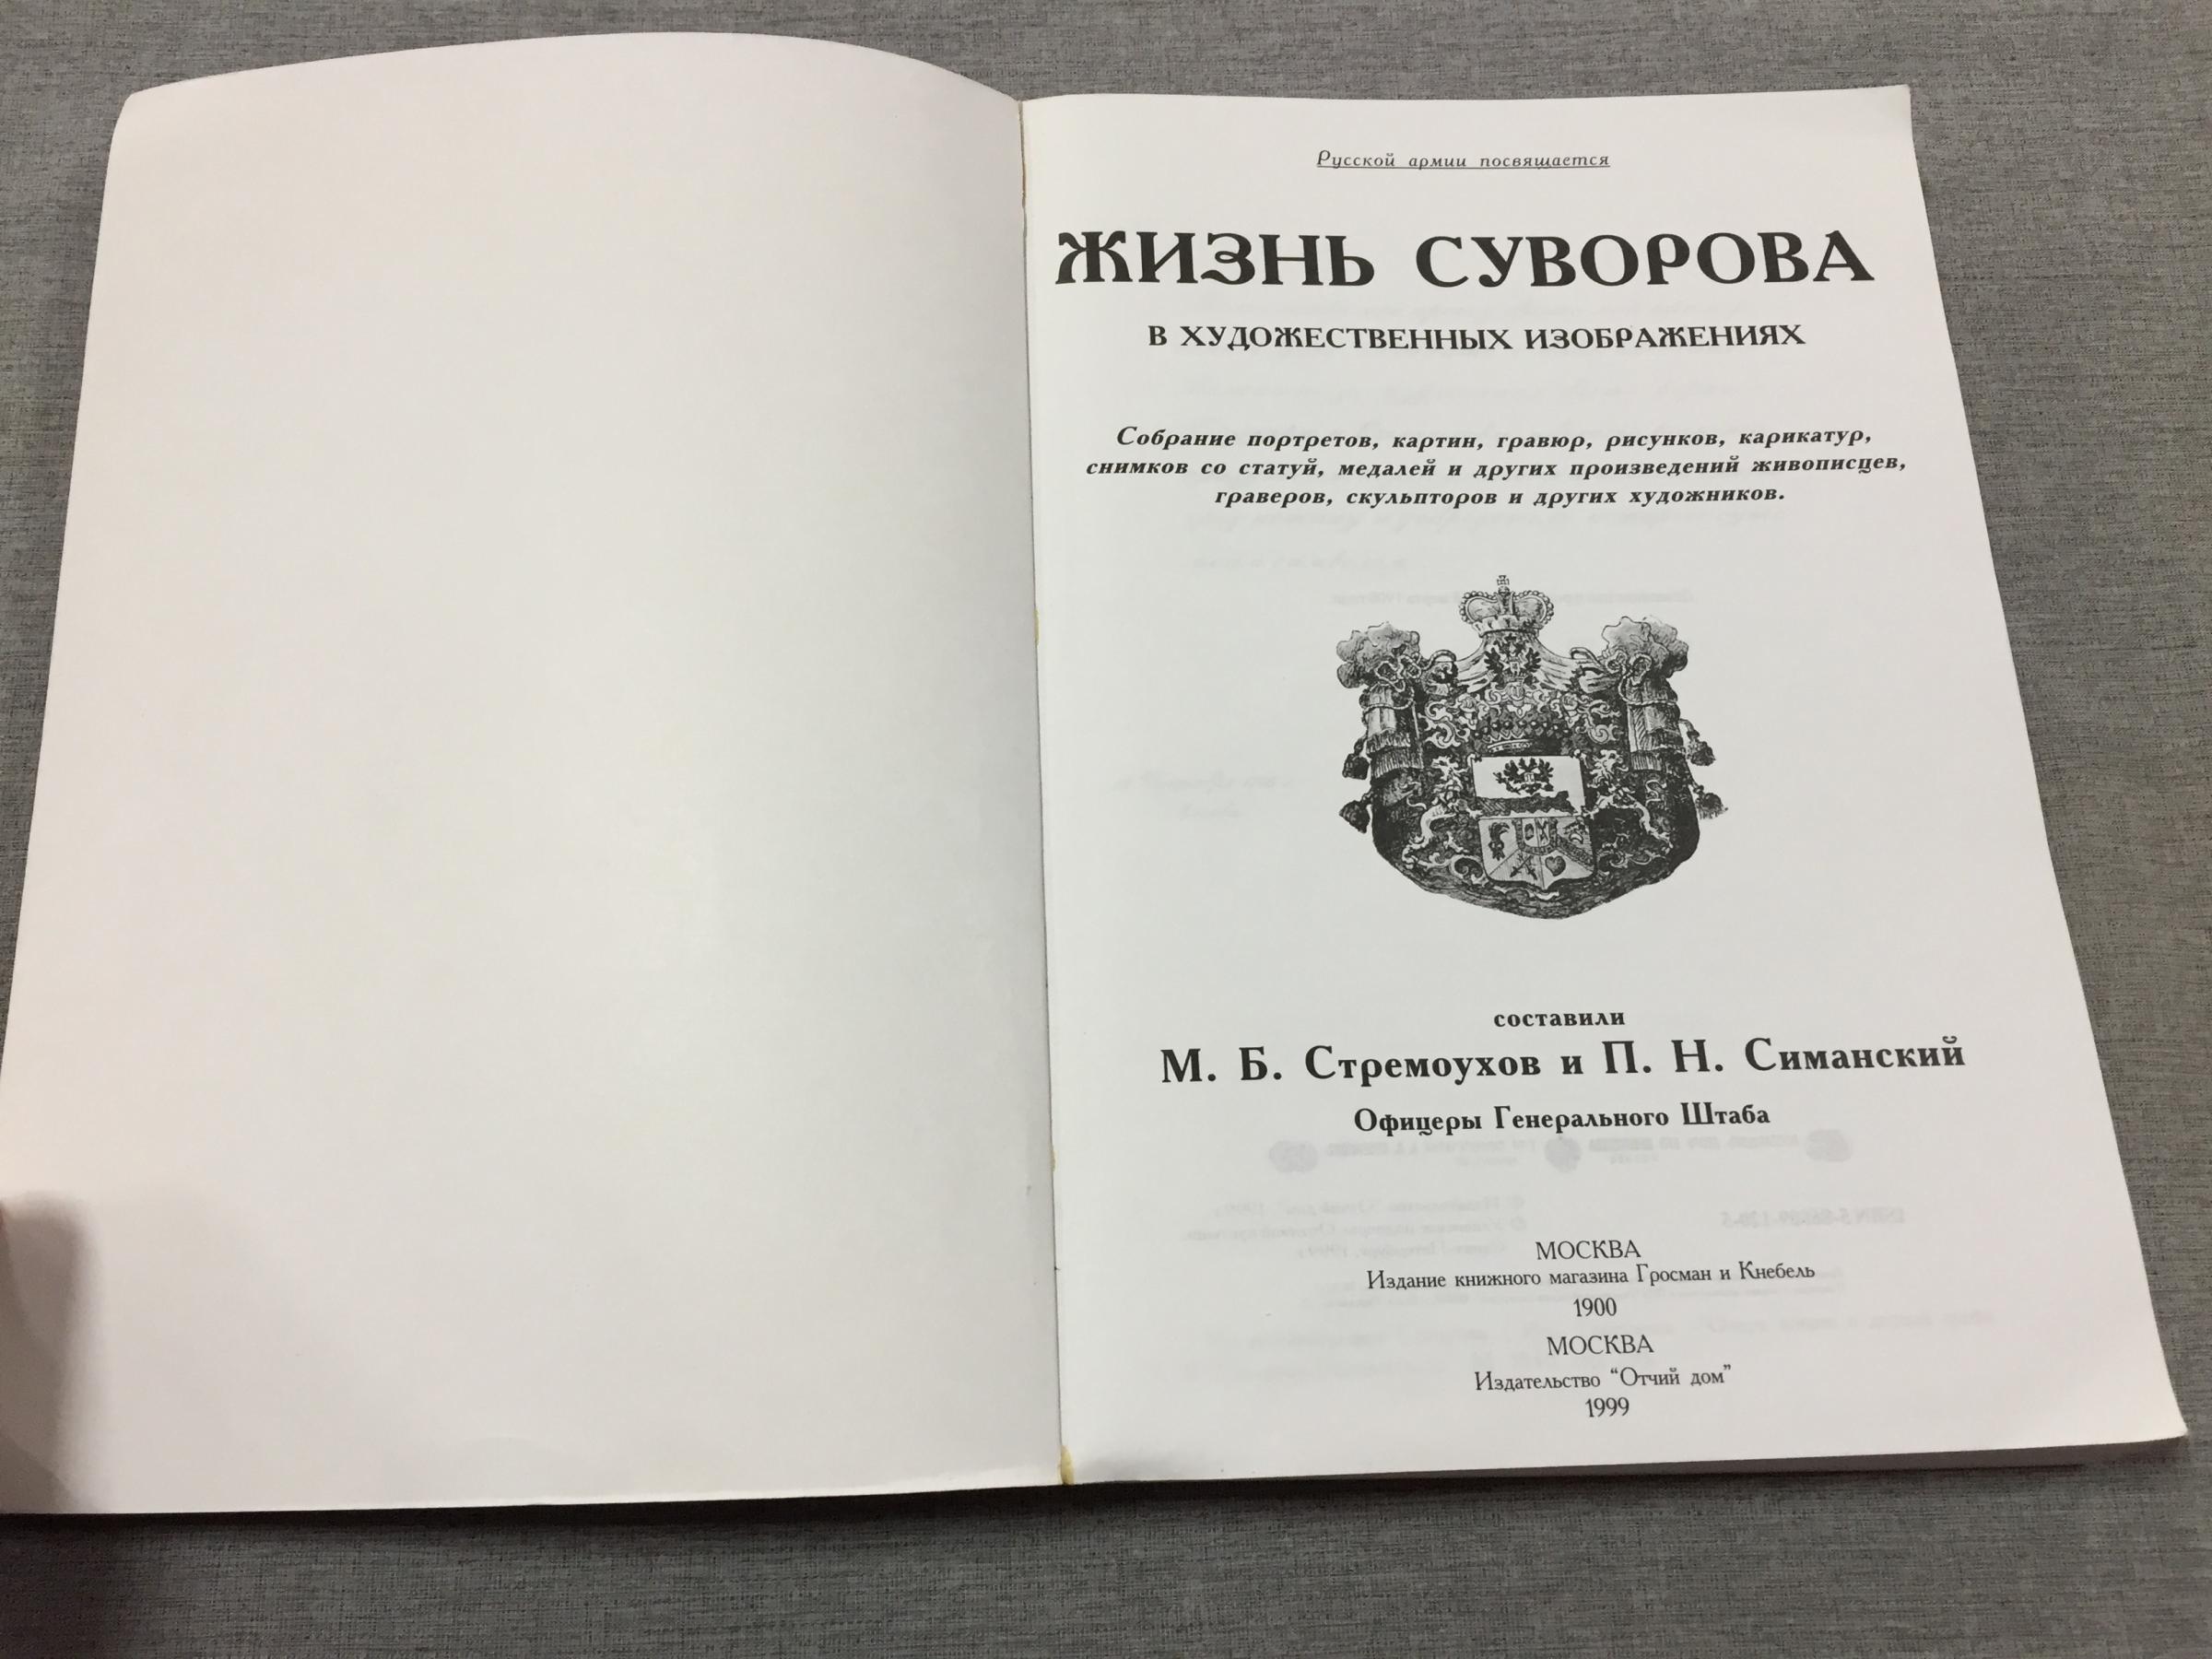 Русской армии посвящается
ЖИЗНЬ СУВОРОВА
В ХУДОЖЕСТВЕННЫХ ИЗОБРАЖЕНИЯХ
Собрание портретов, картин, гравюр, рисунков, карикатур,
снимков со статуй, медалей и других произведений живописцев,
граверов, скульпторов и других художников.
составили
М. Б. Стремоухов и П. Н. Симанский
Офицеры Генерального Штаба
МОСКВА
Издание книжного магазина Гросман и Кнебель
1900
МОСКВА
Издательство “Отчий дом”
1999